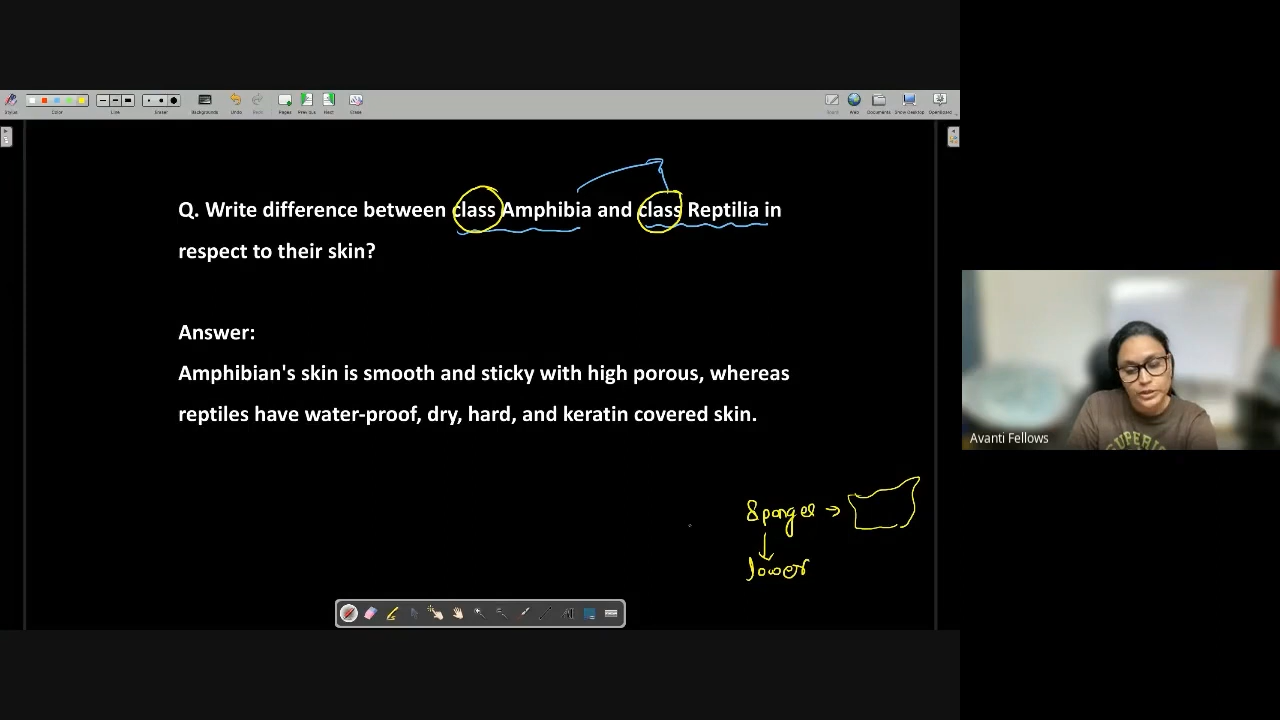 Q. Write difference between class Amphibia and class Reptilia in
respect to their skin?
Answer:
Amphibian's skin is smooth and sticky with high porous, whereas
reptiles have water-proof, dry, hard, and keratin covered skin.
Sponges →
lower
Avanti Fellows
SUPERIO